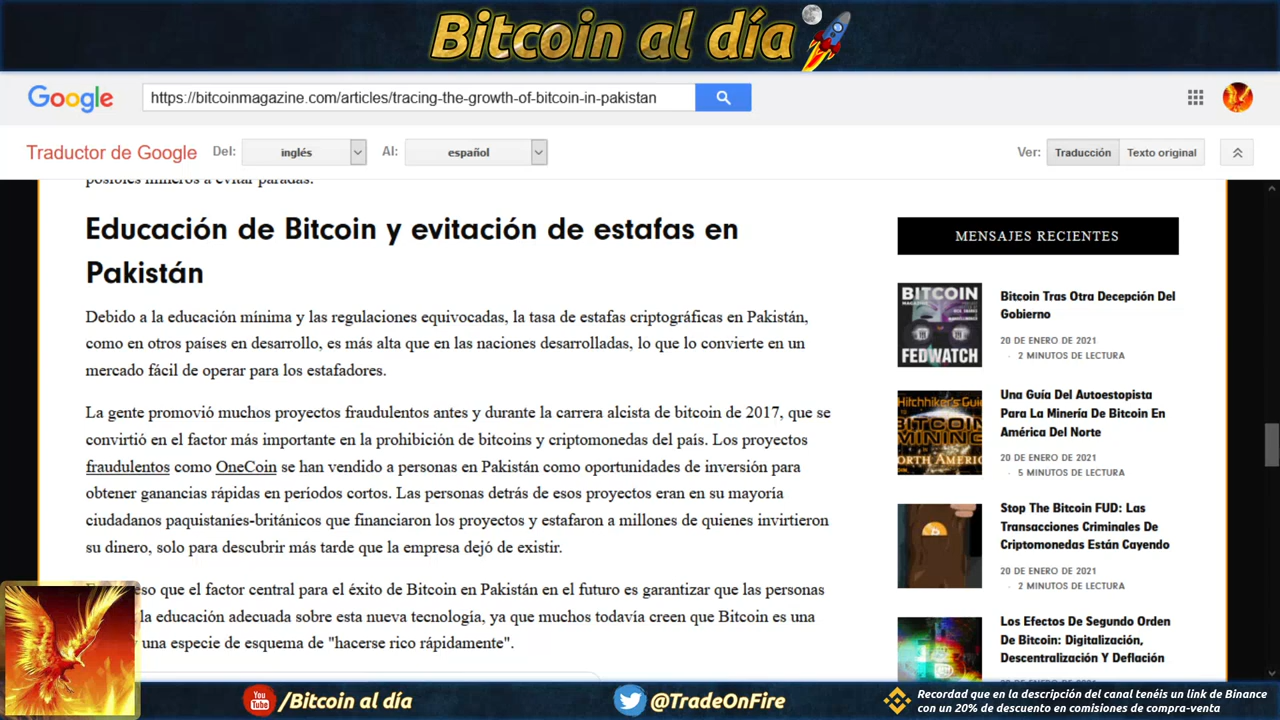 Bitcoin al día
Google
https://bitcoinmagazine.com/articles/tracing-the-growth-of-bitcoin-in-pakistan
Traductor de Google
Del:
inglés
Al:
español
Ver:
Traducción
Texto original
posibles mineros a evitar paradas.
Educación de Bitcoin y evitación de estafas en
Pakistán
Debido a la educación mínima y las regulaciones equivocadas, la tasa de estafas criptográficas en Pakistán,
como en otros países en desarrollo, es más alta que en las naciones desarrolladas, lo que lo convierte en un
mercado fácil de operar para los estafadores.
La gente promovió muchos proyectos fraudulentos antes y durante la carrera alcista de bitcoin de 2017, que se
convirtió en el factor más importante en la prohibición de bitcoins y criptomonedas del país. Los proyectos
fraudulentos como OneCoin se han vendido a personas en Pakistán como oportunidades de inversión para
obtener ganancias rápidas en períodos cortos. Las personas detrás de esos proyectos eran en su mayoría
ciudadanos paquistaníes-británicos que financiaron los proyectos y estafaron a millones de quienes invirtieron
su dinero, solo para descubrir más tarde que la empresa dejó de existir.
eso que el factor central para el éxito de Bitcoin en Pakistán en el futuro es garantizar que las personas
la educación adecuada sobre esta nueva tecnología, ya que muchos todavía creen que Bitcoin es una
una especie de esquema de "hacerse rico rápidamente".
MENSAJES RECIENTES
BITCOIN
MAGAZINE
FEDWATCH
Bitcoin Tras Otra Decepción Del
Gobierno
20 DE ENERO DE 2021
· 2 MINUTOS DE LECTURA
Hitchhiker's Guide
BITCOIN
MINING
NORTH AMERIC
Una Guía Del Autoestopista
Para La Minería De Bitcoin En
América Del Norte
20 DE ENERO DE 2021
· 5 MINUTOS DE LECTURA
Stop The Bitcoin FUD: Las
Transacciones Criminales De
Criptomonedas Están Cayendo
20 DE ENERO DE 2021
· 2 MINUTOS DE LECTURA
Los Efectos De Segundo Orden
De Bitcoin: Digitalización,
Descentralización Y Deflación
You
Tube
/Bitcoin al día
@TradeOnFire
Recordad que en la descripción del canal tenéis un link de Binance
con un 20% de descuento en comisiones de compra-venta